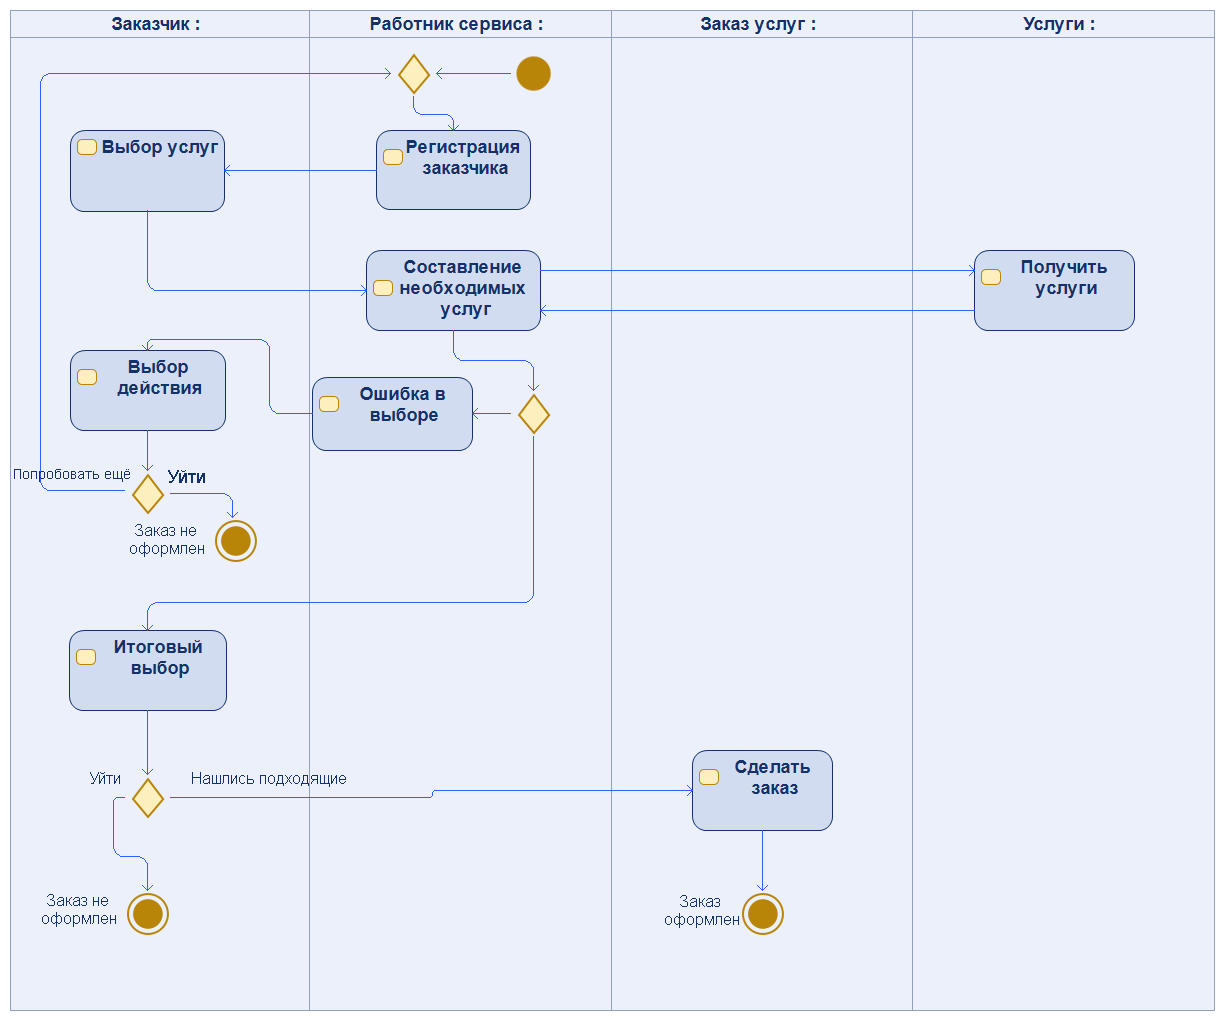 Заказчик :
Работник сервиса :
Заказ услуг :
Услуги :
Выбор услуг
Регистрация
заказчика
Составление
необходимых
услуг
Получить
услуги
Выбор
действия
Ошибка в
выборе
Попробовать ещё
Уйти
Заказ не
оформлен
Итоговый
выбор
Уйти
Нашлись подходящие
Сделать
заказ
Заказ не
оформлен
Заказ
оформлен